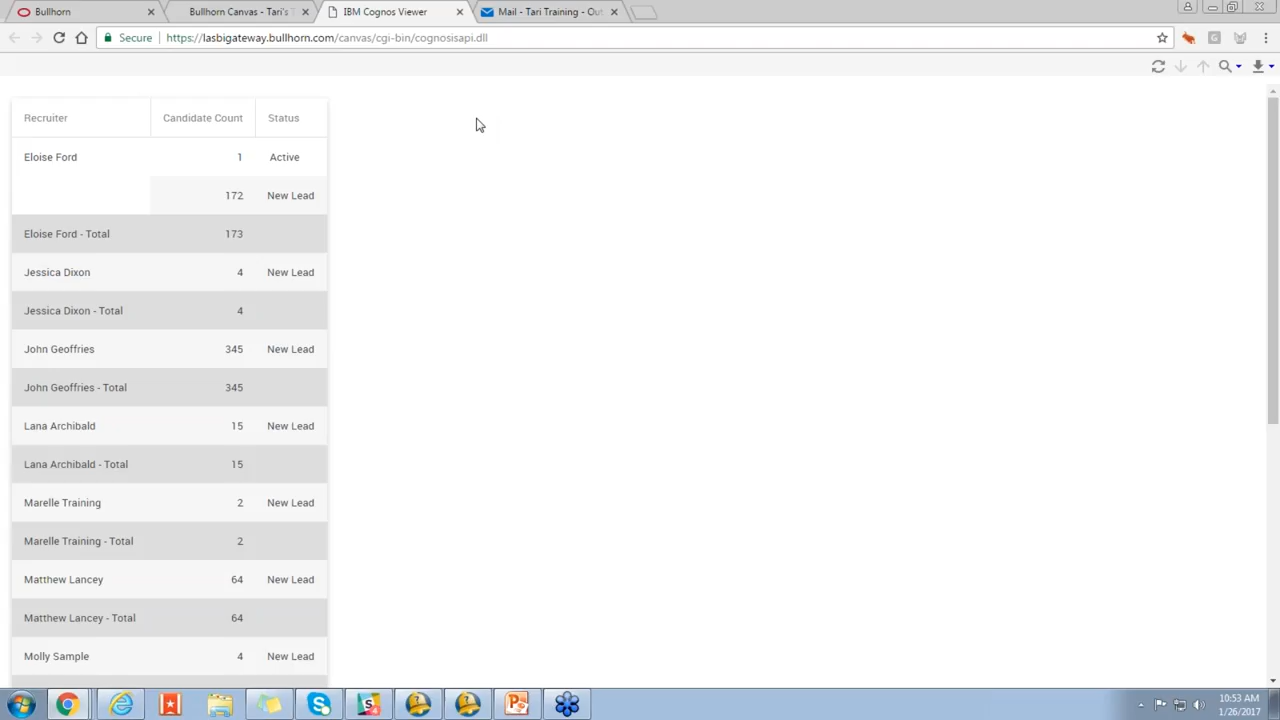 Bullhorn
Bullhorn Canvas - Tari's T
IBM Cognos Viewer
Mail - Tari Training - Out
Secure
https://lasbigateway.bullhorn.com/canvas/cgi-bin/cognosisapi.dll
Recruiter Candidate Count Status
Eloise Ford 1 Active
172 New Lead
Eloise Ford - Total 173
Jessica Dixon 4 New Lead
Jessica Dixon - Total 4
John Geoffries 345 New Lead
John Geoffries - Total 345
Lana Archibald 15 New Lead
Lana Archibald - Total 15
Marelle Training 2 New Lead
Marelle Training - Total 2
Matthew Lancey 64 New Lead
Matthew Lancey - Total 64
Molly Sample 4 New Lead
10:53 AM
1/26/2017